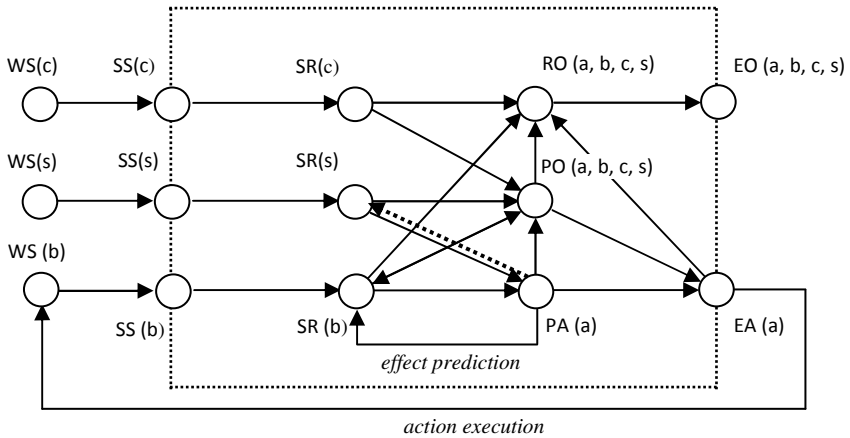 WS(c)
SS(c)
SR(c)
RO (a, b, c, s)
EO (a, b, c, s)
WS(s)
SS(s)
SR(s)
PO (a, b, c, s)
WS (b)
SS (b)
SR (b)
PA (a)
EA (a)
effect prediction
action execution